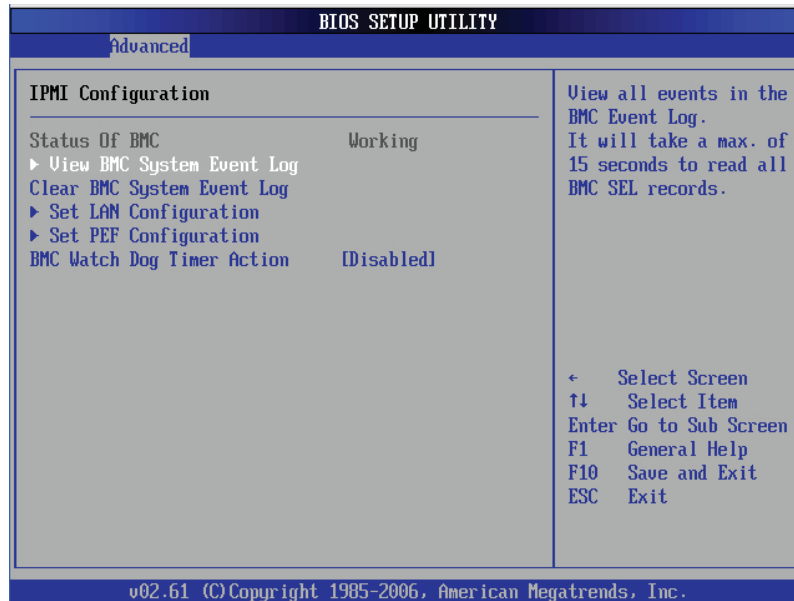 BIOS SETUP UTILITY
Advanced
IPMI Configuration
Status Of BMC Working
▶ View BMC System Event Log
Clear BMC System Event Log
▶ Set LAN Configuration
▶ Set PEF Configuration
BMC Watch Dog Timer Action [Disabled]
View all events in the
BMC Event Log.
It will take a max. of
15 seconds to read all
BMC SEL records.
← Select Screen
↑↓ Select Item
Enter Go to Sub Screen
F1 General Help
F10 Save and Exit
ESC Exit
v02.61 (C)Copyright 1985-2006, American Megatrends, Inc.